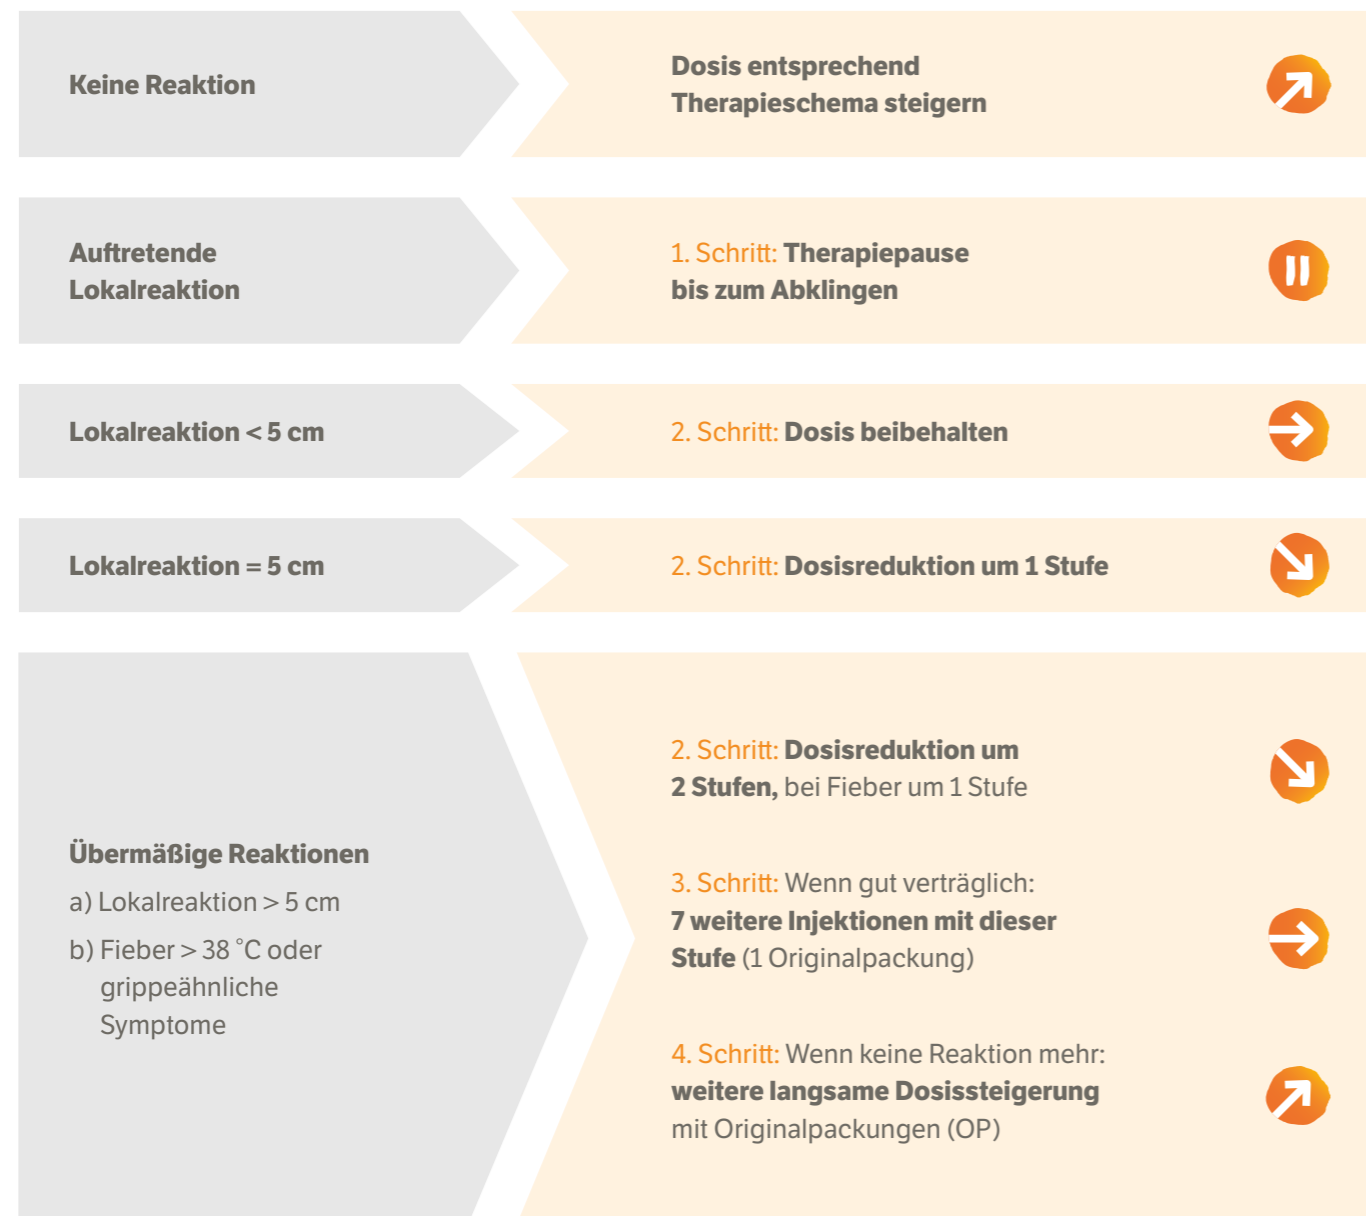 Keine Reaktion
Dosis entsprechend
Therapieschema steigern
Auftretende
Lokalreaktion
1. Schritt: Therapiepause
bis zum Abklingen
Lokalreaktion < 5 cm
2. Schritt: Dosis beibehalten
Lokalreaktion = 5 cm
2. Schritt: Dosisreduktion um 1 Stufe
Übermäßige Reaktionen
a) Lokalreaktion > 5 cm
b) Fieber > 38 °C oder
grippeähnliche
Symptome
2. Schritt: Dosisreduktion um
2 Stufen, bei Fieber um 1 Stufe
3. Schritt: Wenn gut verträglich:
7 weitere Injektionen mit dieser
Stufe (1 Originalpackung)
4. Schritt: Wenn keine Reaktion mehr:
weitere langsame Dosissteigerung
mit Originalpackungen (OP)